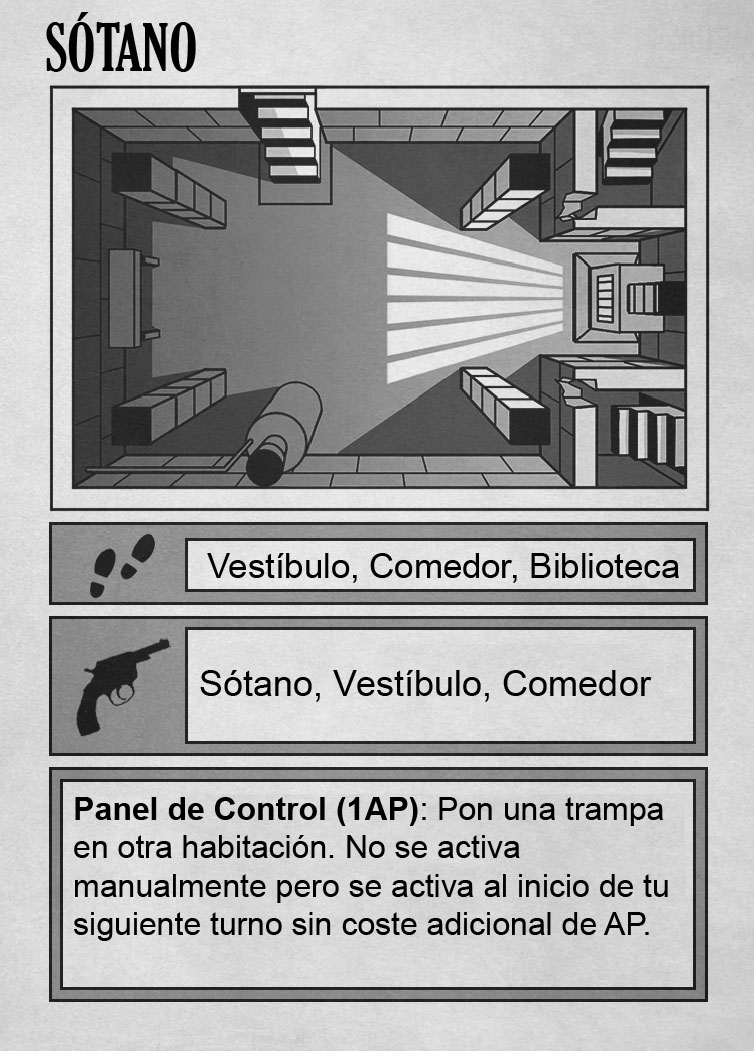 SÓTANO
Vestíbulo, Comedor, Biblioteca
Sótano, Vestíbulo, Comedor
Panel de Control (1AP): Pon una trampa
en otra habitación. No se activa
manualmente pero se activa al inicio de tu
siguiente turno sin coste adicional de AP.